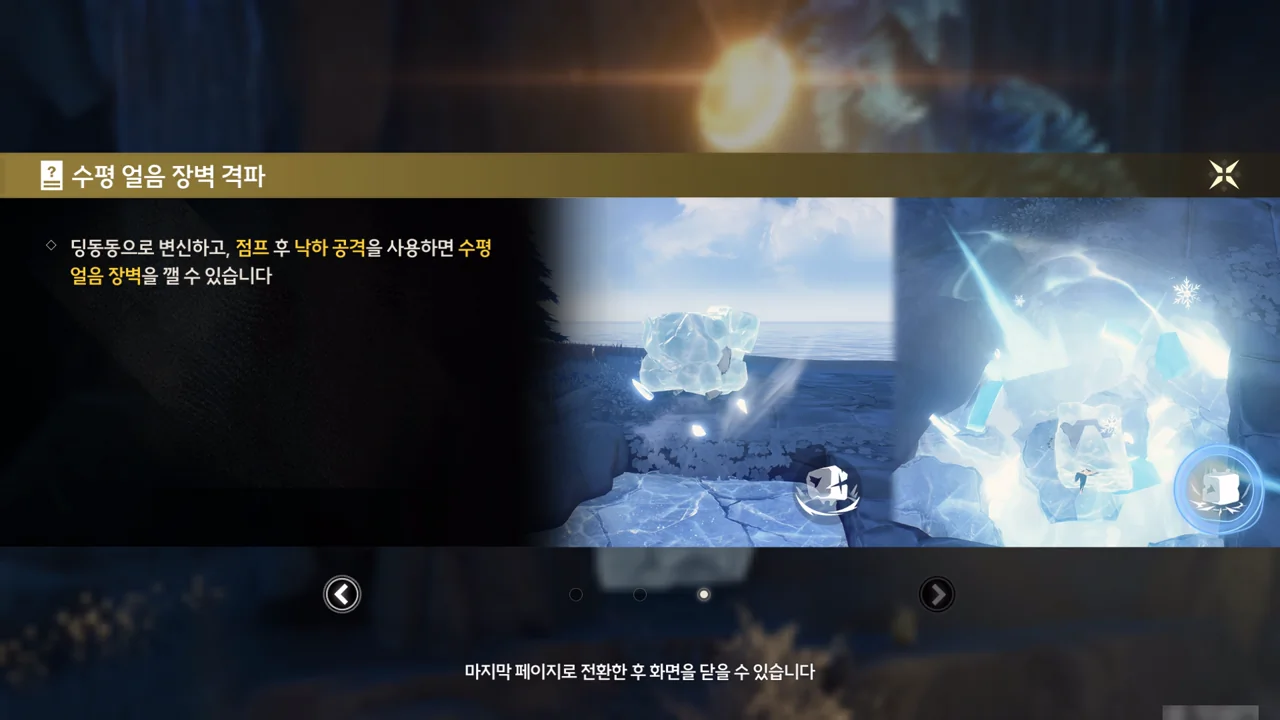 수평 얼음 장벽 격파
딩동동으로 변신하고, 점프 후 낙하 공격을 사용하면 수평
얼음 장벽을 깰 수 있습니다
마지막 페이지로 전환한 후 화면을 닫을 수 있습니다